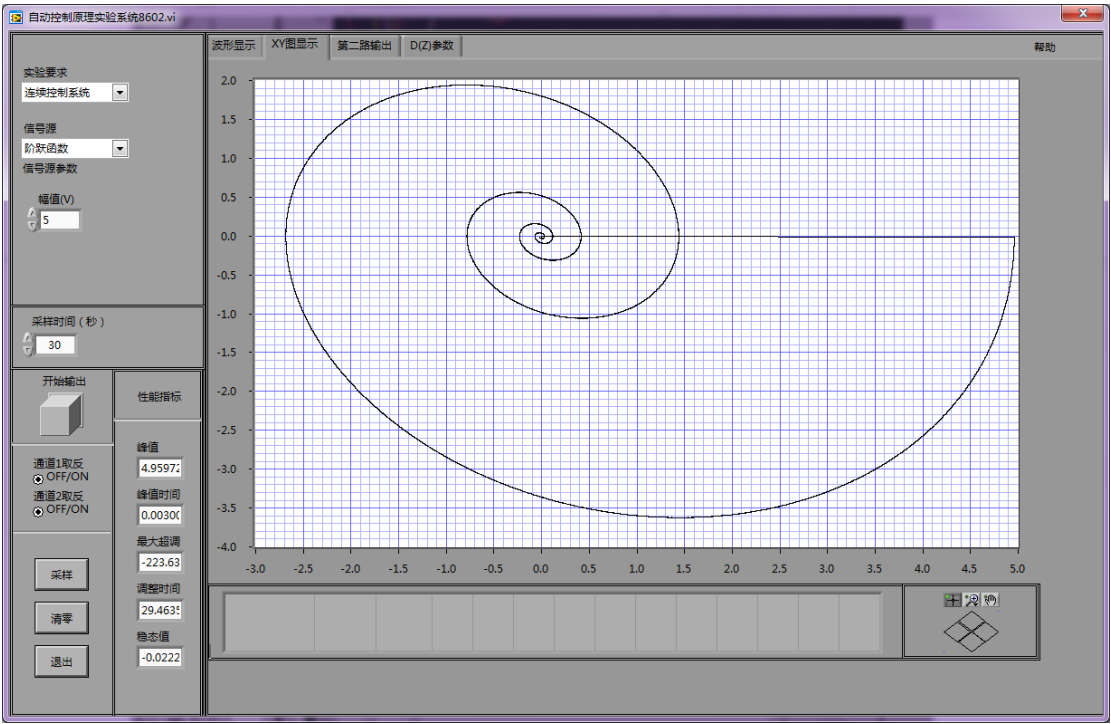 自动控制原理实验系统8602.vi
波形显示 XY图显示 第二路输出 D(Z)参数
帮助
实验要求
连续控制系统
信号源
阶跃函数
信号源参数
幅值(V)
5
采样时间（秒）
30
开始输出
通道1取反
OFF/ON
通道2取反
OFF/ON
采样
清零
退出
性能指标
峰值
4.95972
峰值时间
0.0030
最大超调
-223.63
调整时间
29.463
稳态值
-0.0222
2.0
1.5
1.0
0.5
0.0
-0.5
-1.0
-1.5
-2.0
-2.5
-3.0
-3.5
-4.0
-3.0 -2.5 -2.0 -1.5 -1.0 -0.5 0.0 0.5 1.0 1.5 2.0 2.5 3.0 3.5 4.0 4.5 5.0